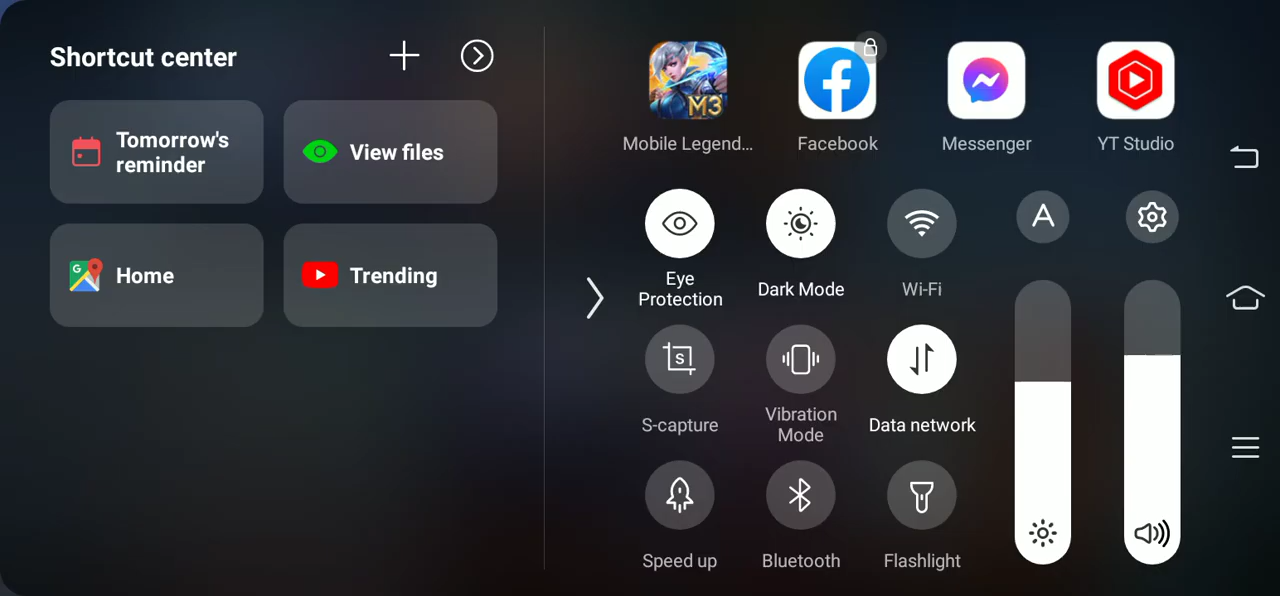 Shortcut center
Tomorrow's
reminder
View files
Home
Trending
M3
Mobile Legend...
Facebook
Messenger
YT Studio
A
Eye
Protection
Dark Mode
Wi-Fi
S
S-capture
Vibration
Mode
Data network
Speed up
Bluetooth
Flashlight